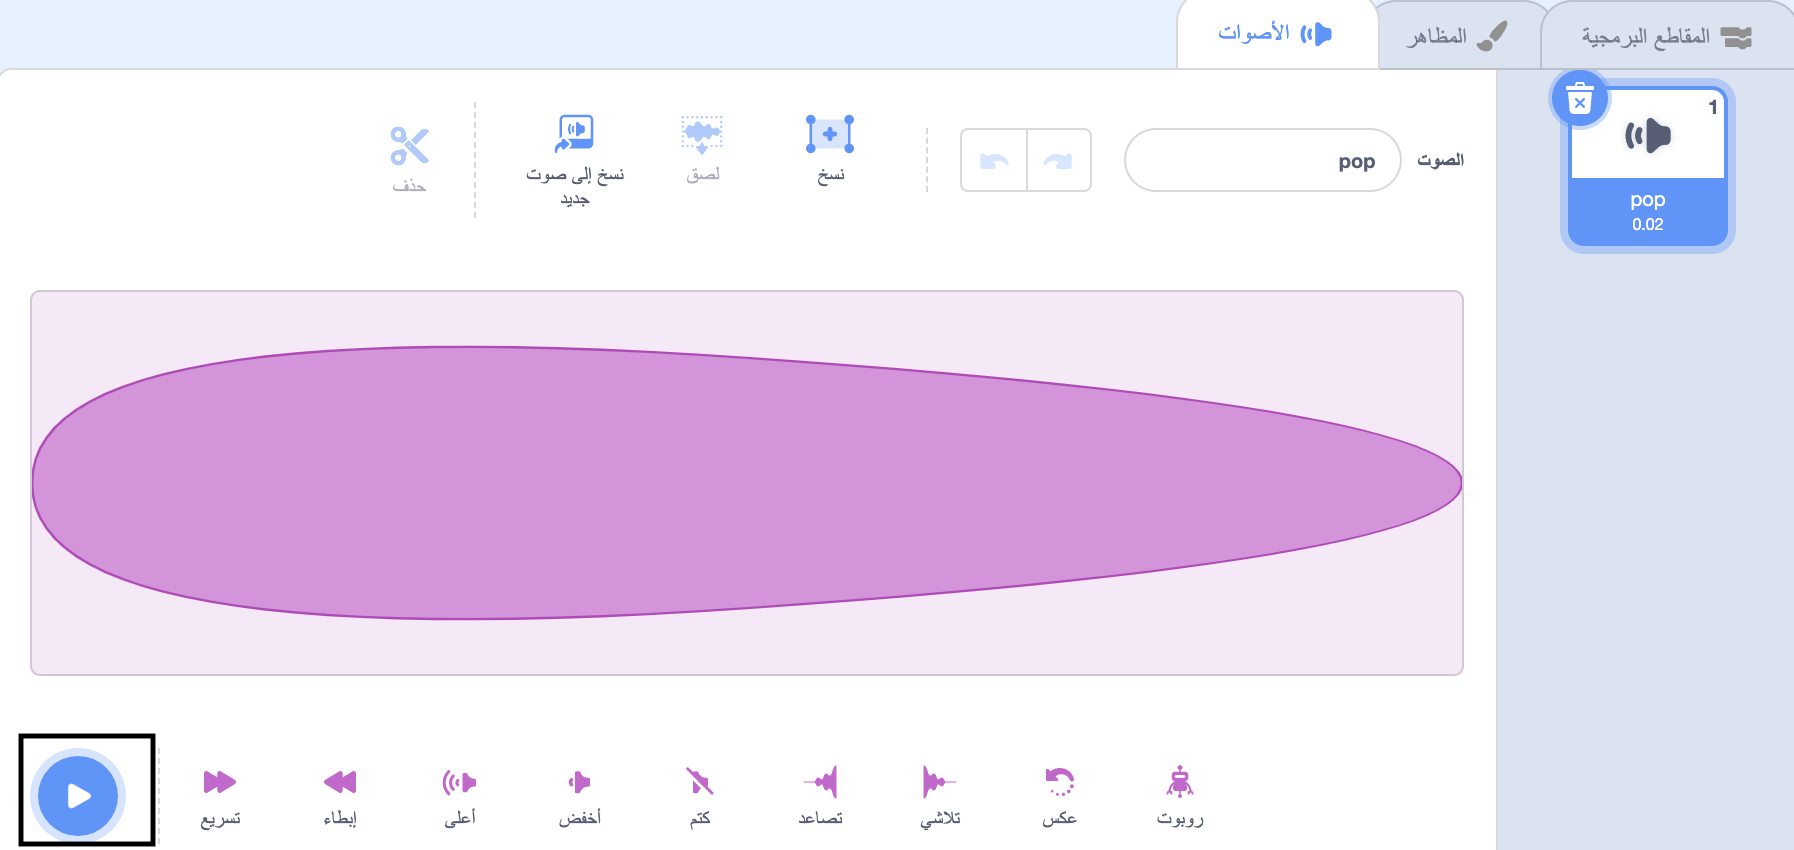 المقاطع البرمجية
المظاهر
الأصوات
1
pop
0.02
الصوت
pop
نسخ
لصق
نسخ إلى صوت
جديد
حذف
روبوت
عكس
تلاشي
تصاعد
كتم
أخفض
أعلى
إبطاء
تسريع